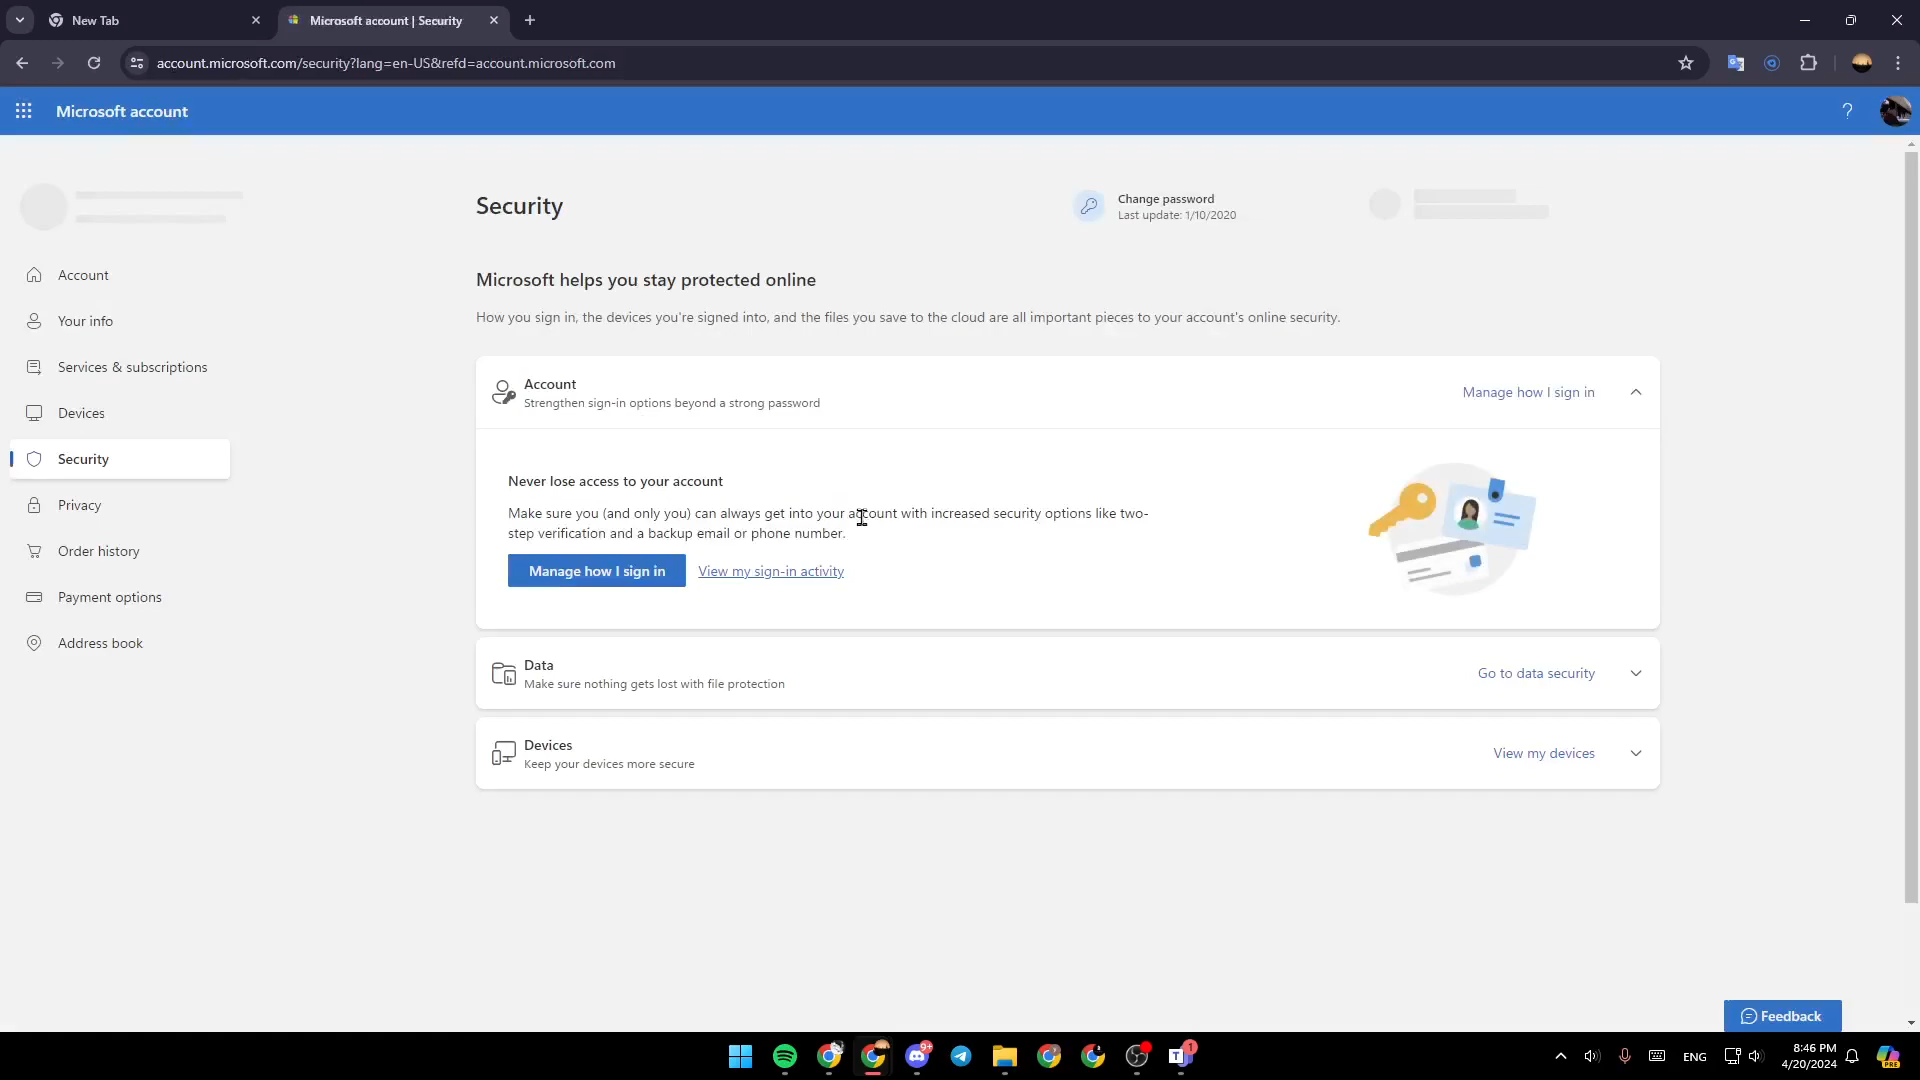 New Tab
Microsoft account | Security
account.microsoft.com/security?lang=en-US&refd=account.microsoft.com
Microsoft account
?
Security
Change password
Last update: 1/10/2020
Account
Your info
Services & subscriptions
Devices
Security
Privacy
Order history
Payment options
Address book
Microsoft helps you stay protected online
How you sign in, the devices you're signed into, and the files you save to the cloud are all important pieces to your account's online security.
Account
Strengthen sign-in options beyond a strong password
Manage how I sign in
Never lose access to your account
Make sure you (and only you) can always get into your account with increased security options like two-
step verification and a backup email or phone number.
Manage how I sign in
View my sign-in activity
Data
Make sure nothing gets lost with file protection
Go to data security
Devices
Keep your devices more secure
View my devices
Feedback
9+
T
1
ENG
8:46 PM
4/20/2024
PRE